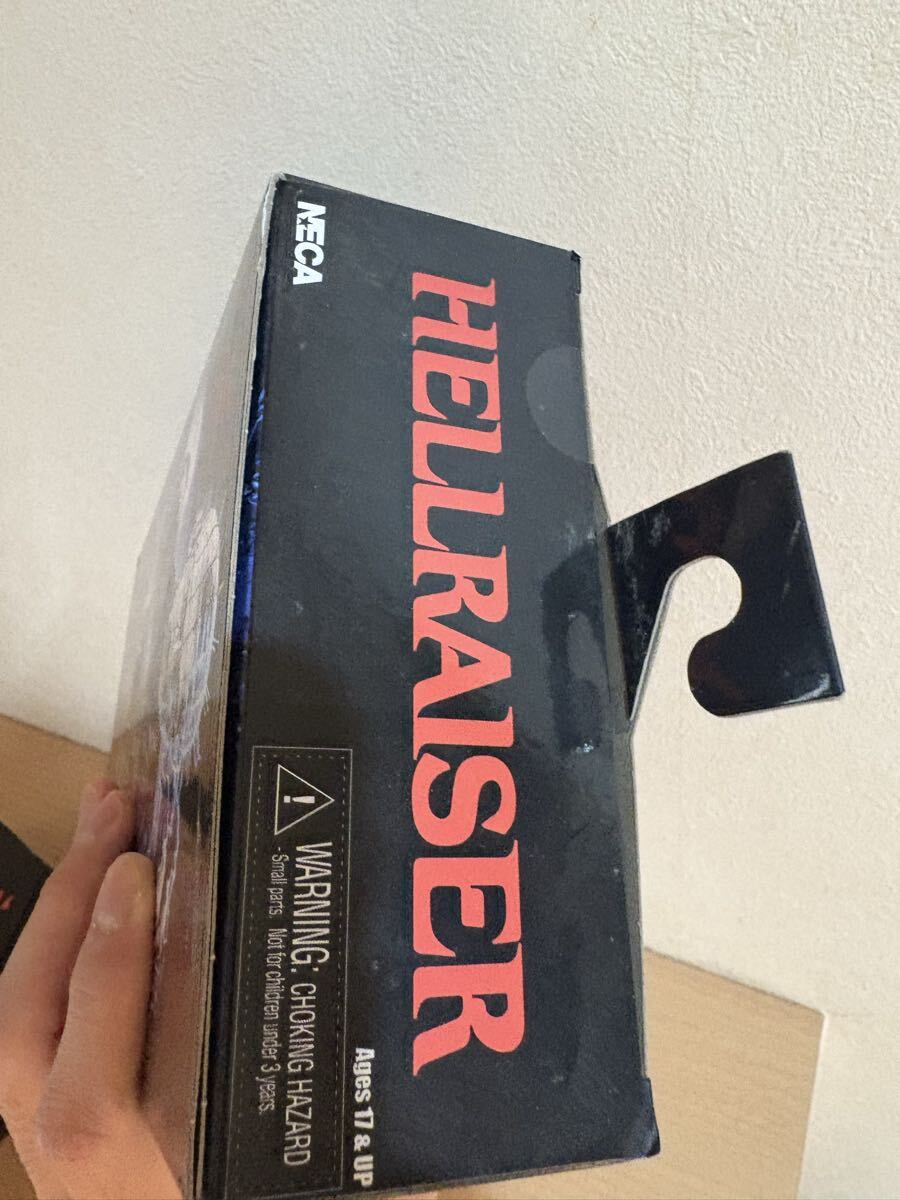 NECA
HELLRAISER
Ages 17 & UP
WARNING: CHOKING HAZARD
-Small parts. Not for children under 3 years.